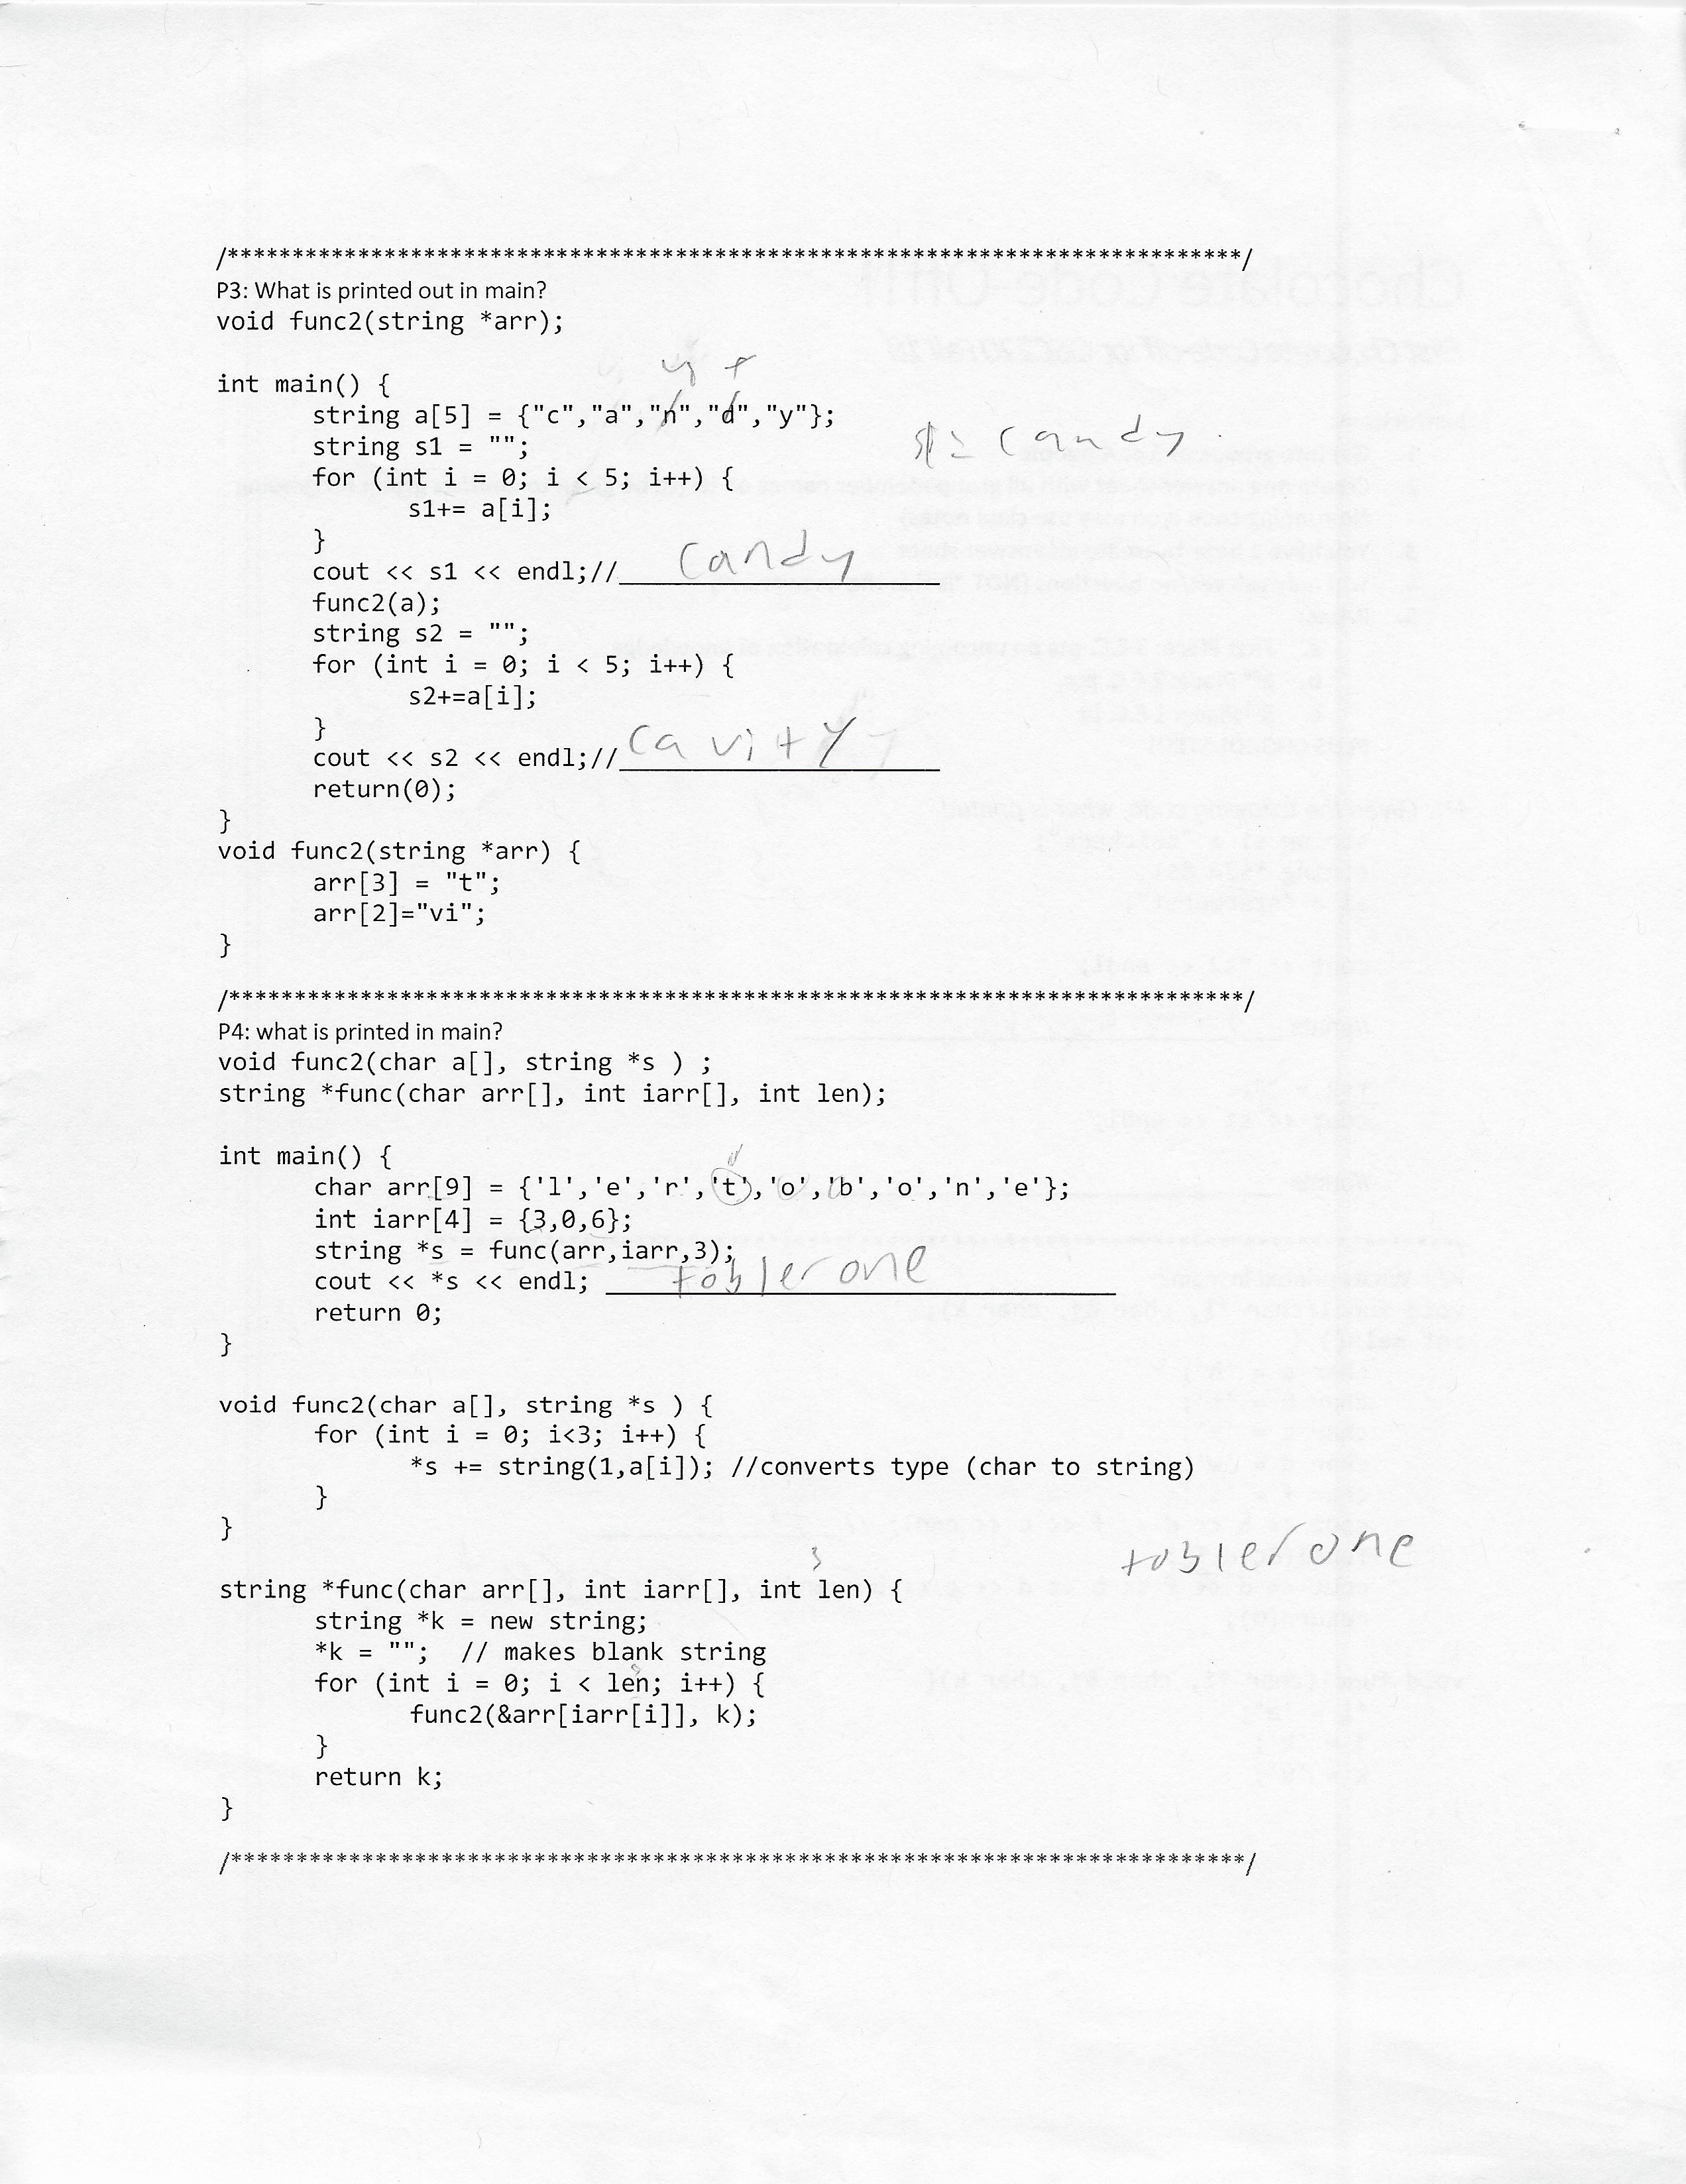 /******************************************************************************/
P3: What is printed out in main?
void func2(string *arr);
int main() {
string a[5] = {"c","a","n","d","y"};
string s1 = "";
for (int i = 0; i < 5; i++) {
s1+= a[i];
}
cout << s1 << endl;// candy
func2(a);
string s2 = "";
for (int i = 0; i < 5; i++) {
s2+=a[i];
}
cout << s2 << endl;// cavity
return(0);
}
void func2(string *arr) {
arr[3] = "t";
arr[2]="vi";
}
candy
/******************************************************************************/
P4: what is printed in main?
void func2(char a[], string *s ) ;
string *func(char arr[], int iarr[], int len);
int main() {
char arr[9] = {'l','e','r','t','o','b','o','n','e'};
int iarr[4] = {3,0,6};
string *s = func(arr,iarr,3);
cout << *s << endl; toblerone
return 0;
}
void func2(char a[], string *s ) {
for (int i = 0; i<3; i++) {
*s += string(1,a[i]); //converts type (char to string)
}
}
toblerone
3
string *func(char arr[], int iarr[], int len) {
string *k = new string;
*k = ""; // makes blank string
for (int i = 0; i < len; i++) {
func2(&arr[iarr[i]], k);
}
return k;
}
/******************************************************************************/